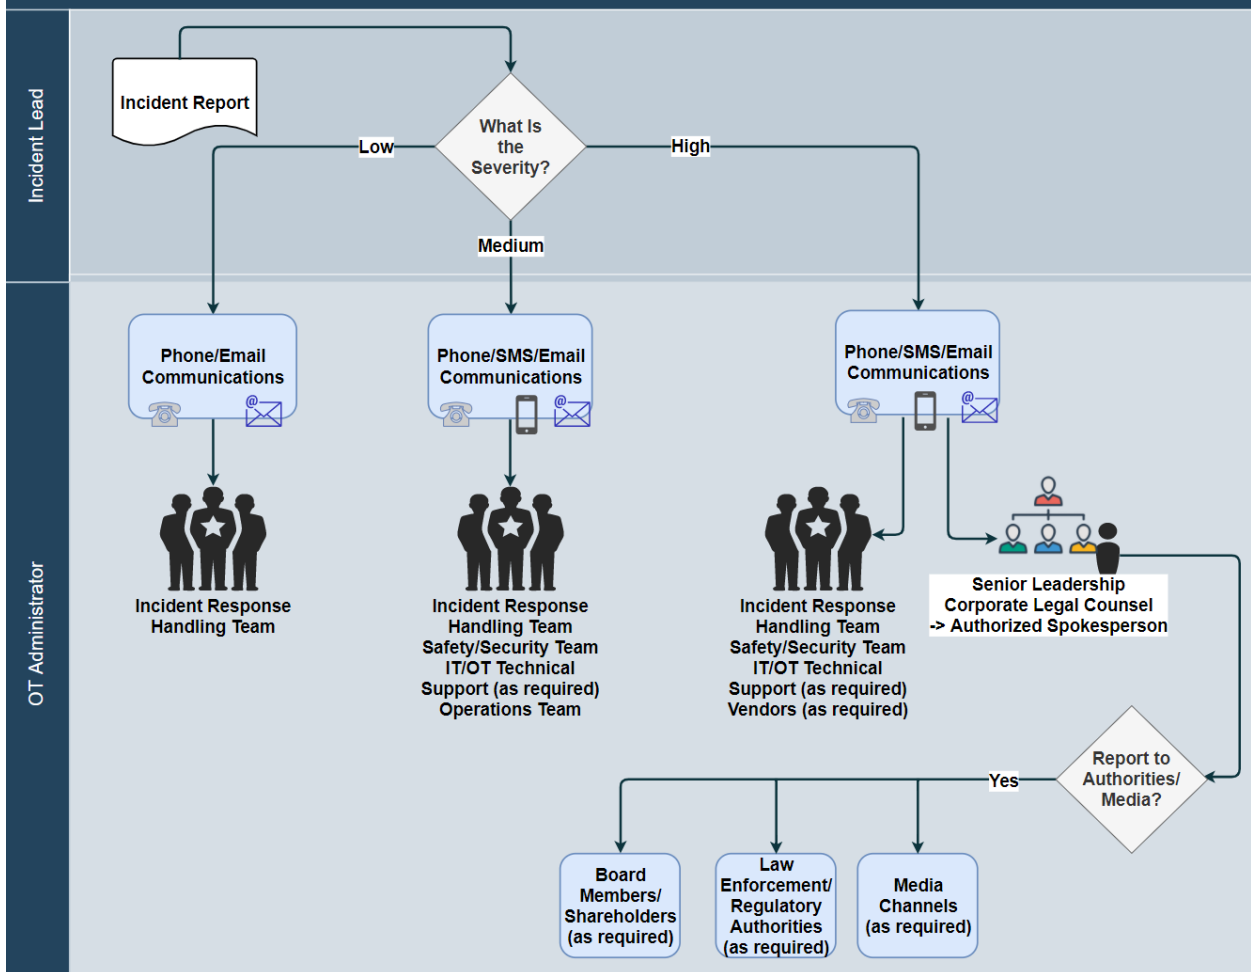 Incident Lead
Incident Report
What Is
the
Severity?
Low
High
Medium
OT Administrator
Phone/Email
Communications
@
Phone/SMS/Email
Communications
@
Phone/SMS/Email
Communications
@
Incident Response
Handling Team
Incident Response
Handling Team
Safety/Security Team
IT/OT Technical
Support (as required)
Operations Team
Incident Response
Handling Team
Safety/Security Team
IT/OT Technical
Support (as required)
Vendors (as required)
Senior Leadership
Corporate Legal Counsel
-> Authorized Spokesperson
Report to
Authorities/
Media?
Yes
Board
Members/
Shareholders
(as required)
Law
Enforcement/
Regulatory
Authorities
(as required)
Media
Channels
(as required)